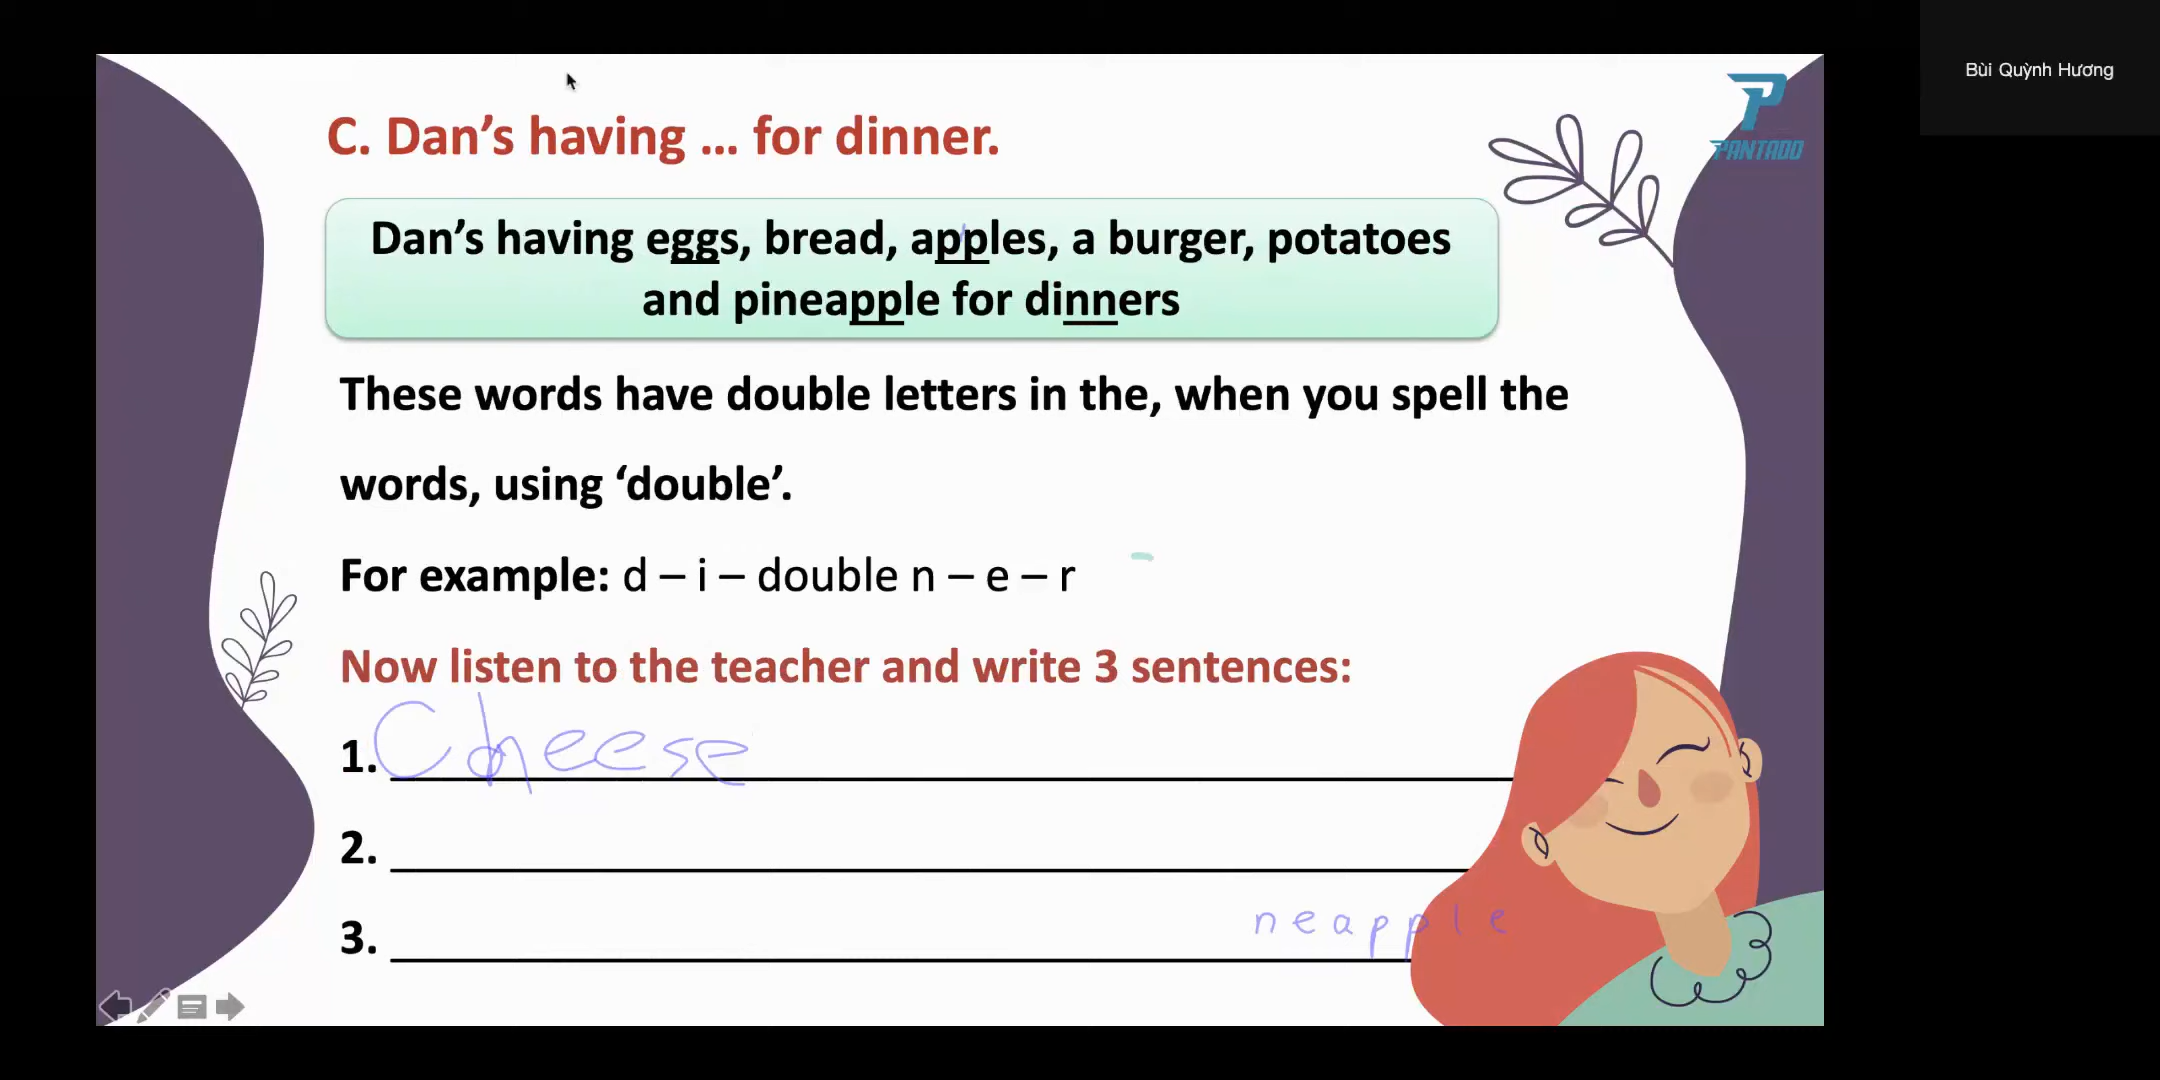 Bùi Quỳnh Hương
PANTADO
C. Dan’s having ... for dinner.
Dan’s having eggs, bread, apples, a burger, potatoes
and pineapple for dinners
These words have double letters in the, when you spell the
words, using ‘double’.
For example: d – i – double n – e – r
Now listen to the teacher and write 3 sentences:
1. Cheese
2.
3. neapple